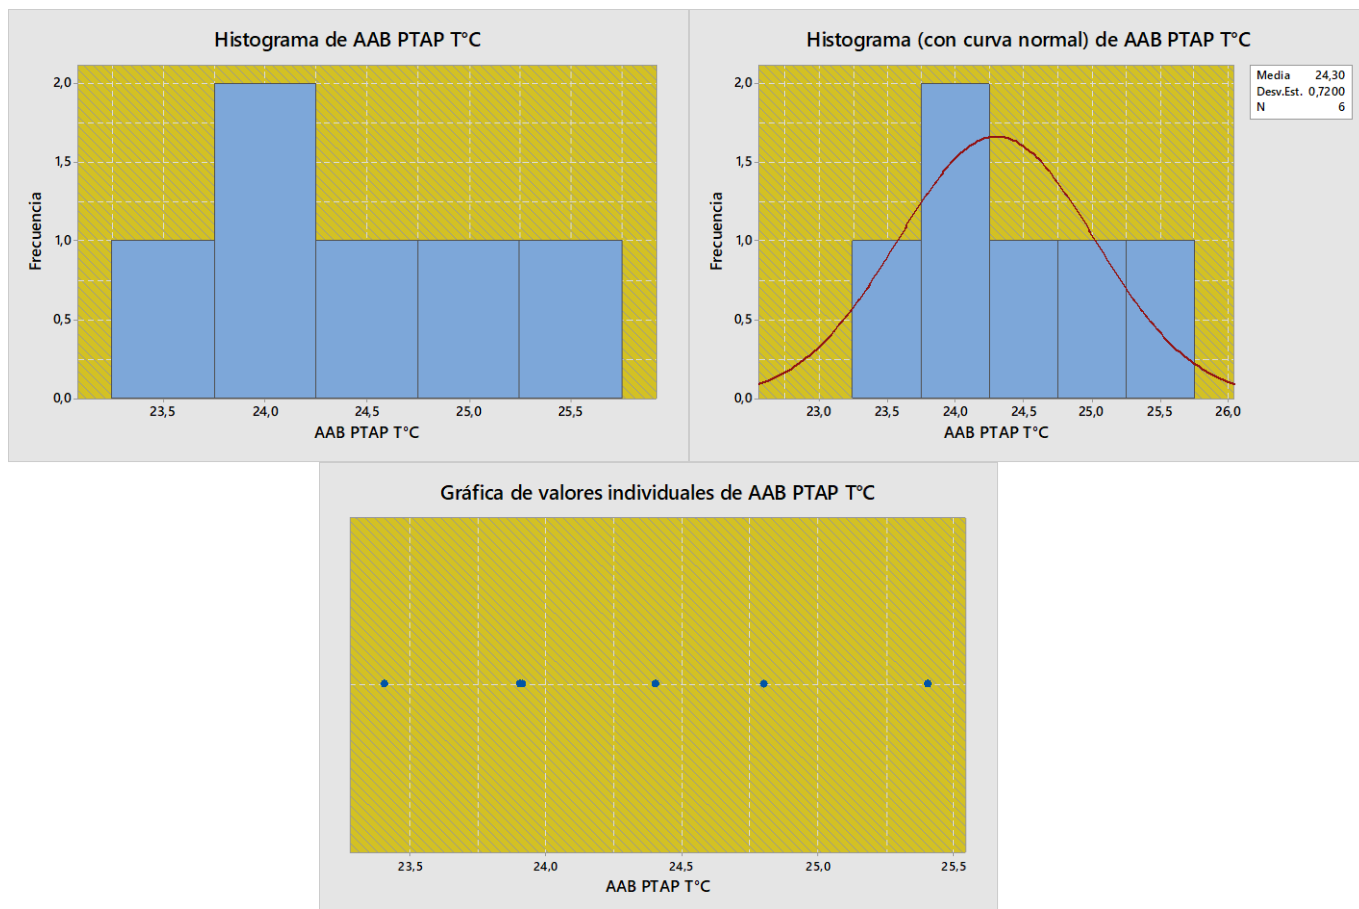 Histograma de AAB PTAP T°C
2,0
1,5
1,0
0,5
0,0
Frecuencia
23,5 24,0 24,5 25,0 25,5
AAB PTAP T°C
Histograma (con curva normal) de AAB PTAP T°C
Media 24,30
Desv.Est. 0,7200
N 6
2,0
1,5
1,0
0,5
0,0
Frecuencia
23,0 23,5 24,0 24,5 25,0 25,5 26,0
AAB PTAP T°C
Gráfica de valores individuales de AAB PTAP T°C
23,5 24,0 24,5 25,0 25,5
AAB PTAP T°C